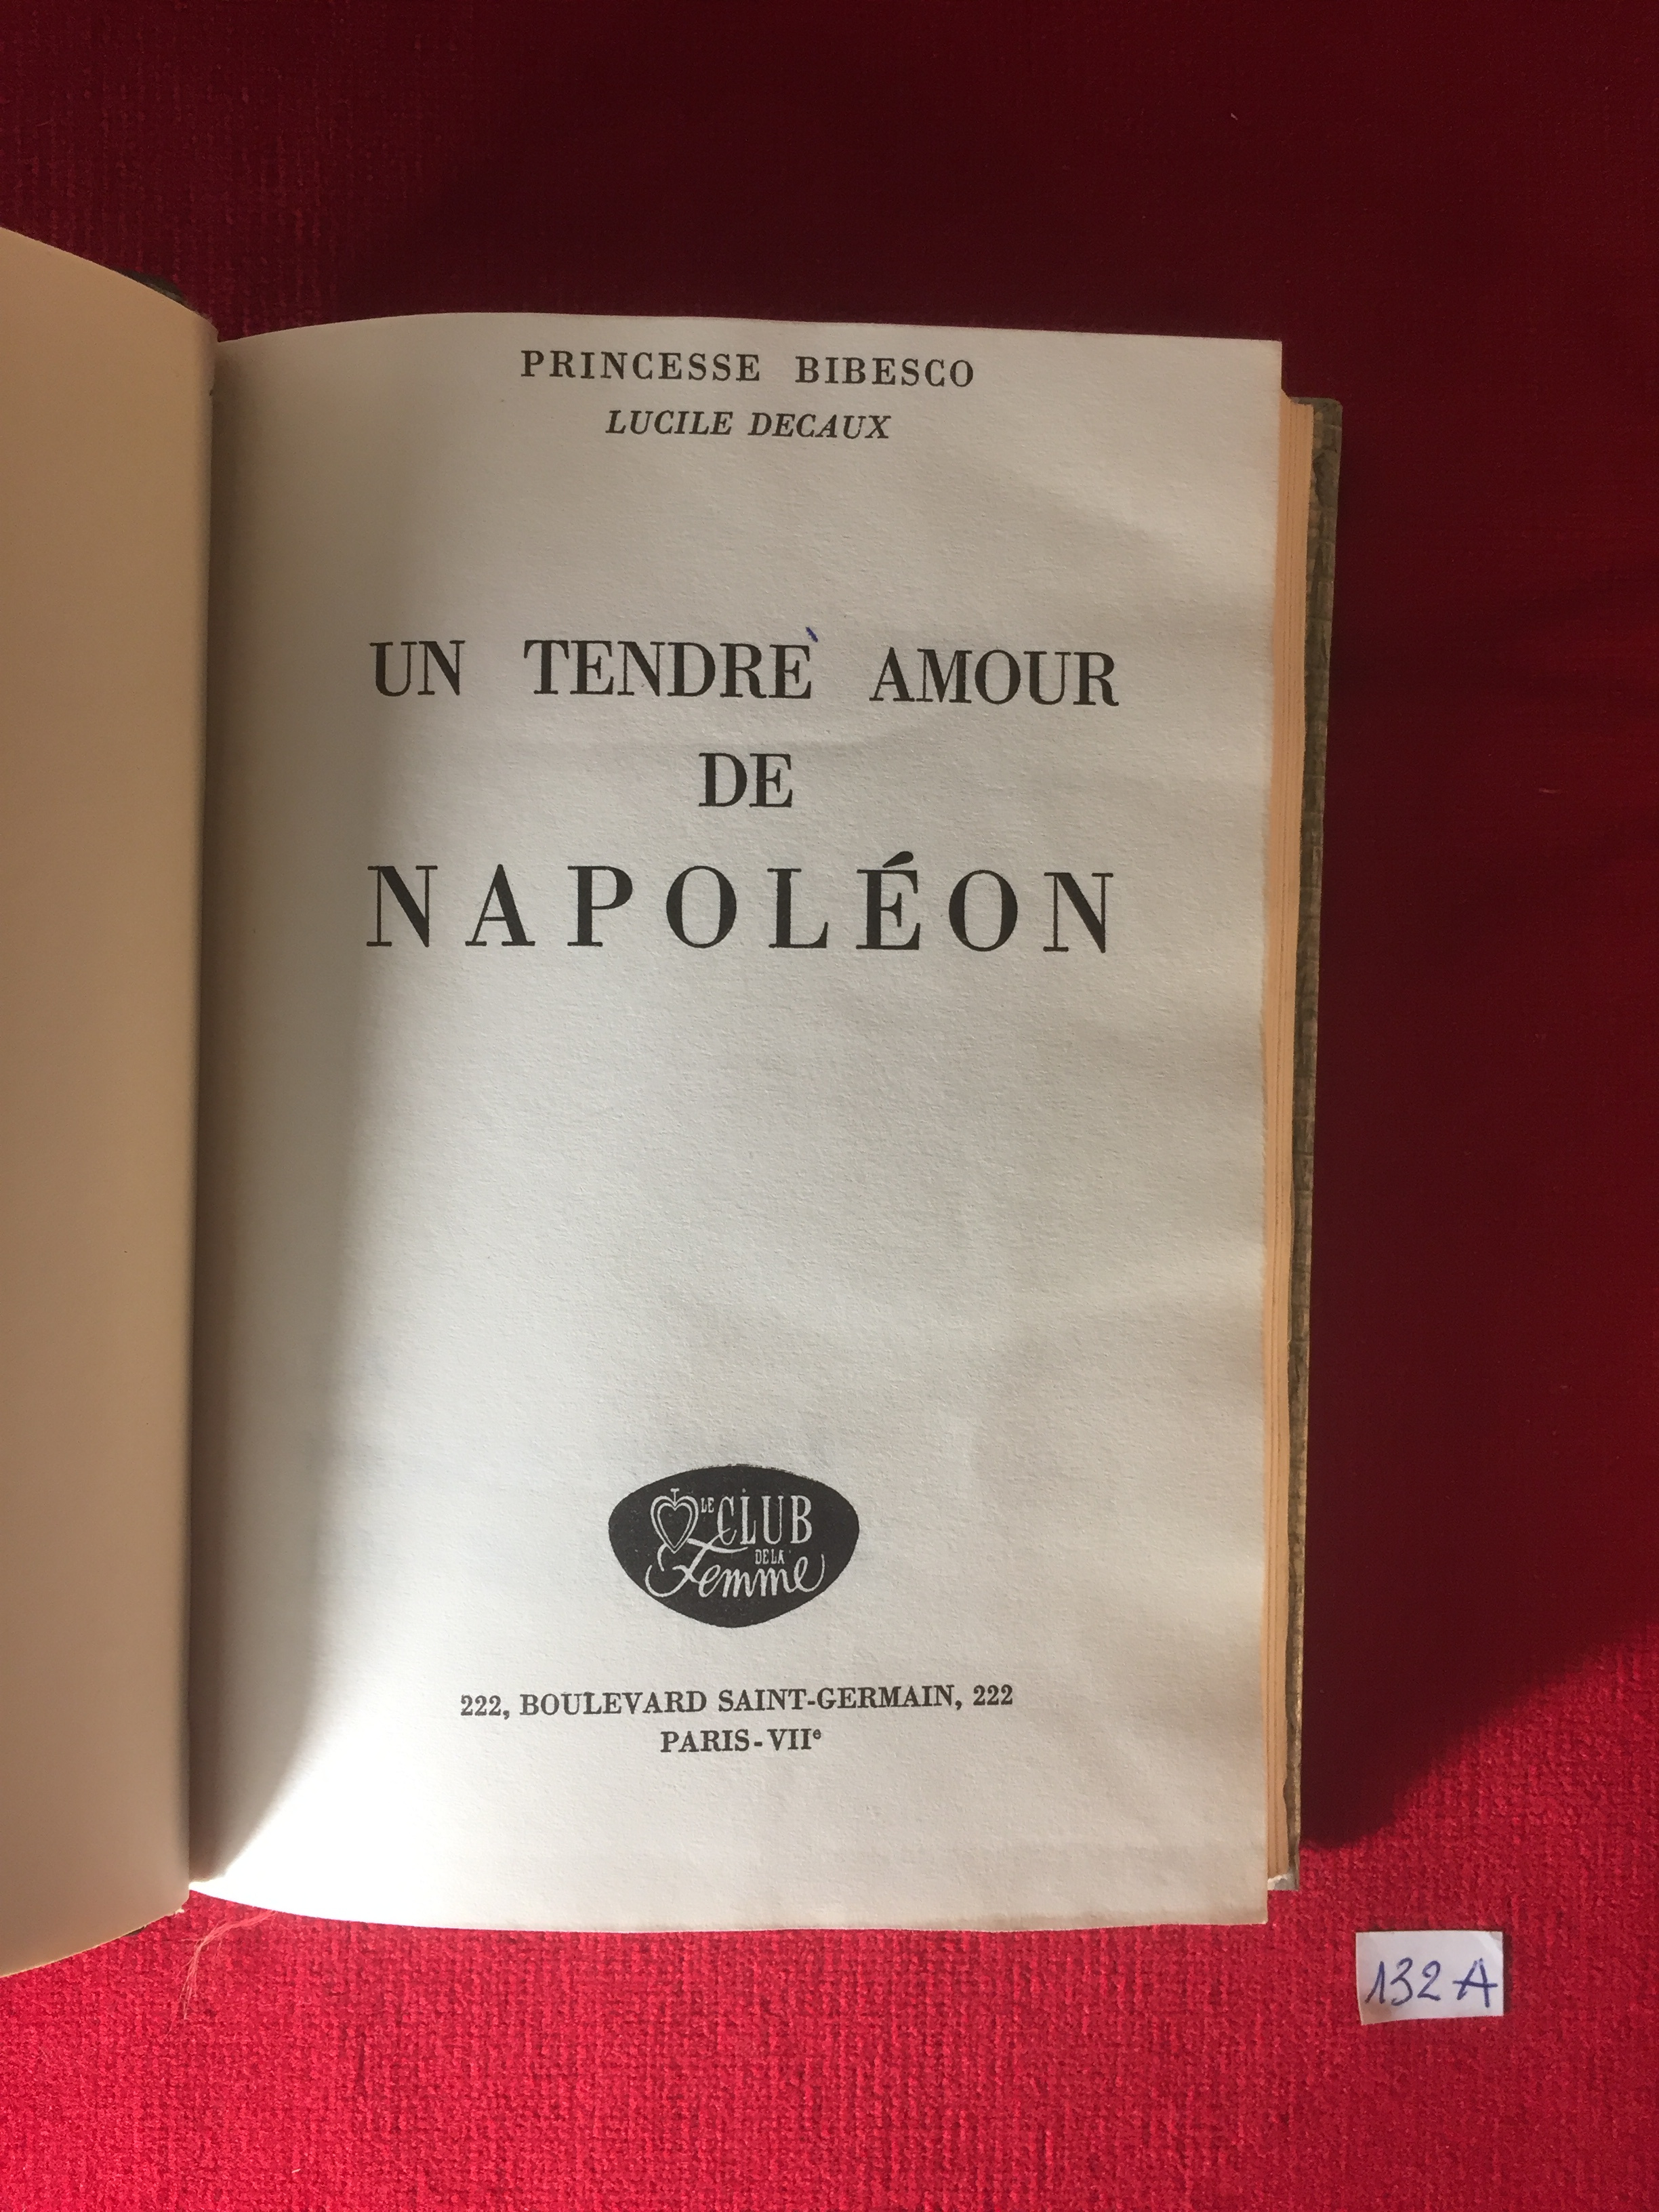 PRINCESSE BIBESCO
LUCILE DECAUX
UN TENDRE AMOUR
DE
NAPOLÉON
LE CLUB
DE LA
Femme
222, BOULEVARD SAINT-GERMAIN, 222
PARIS-VIIᵉ
132 A